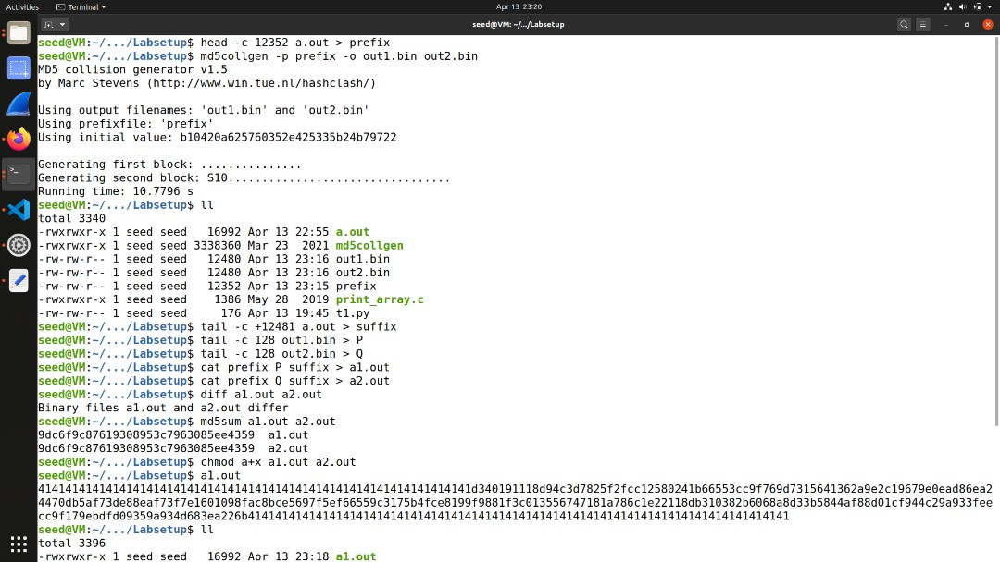 Activities
Terminal
Apr 13 23:20
seed@VM: ~/.../Labsetup
seed@VM:~/.../Labsetup$ head -c 12352 a.out > prefix
seed@VM:~/.../Labsetup$ md5collgen -p prefix -o out1.bin out2.bin
MD5 collision generator v1.5
by Marc Stevens (http://www.win.tue.nl/hashclash/)
Using output filenames: 'out1.bin' and 'out2.bin'
Using prefixfile: 'prefix'
Using initial value: b10420a625760352e425335b24b79722
Generating first block: ...............
Generating second block: S10.................................
Running time: 10.7796 s
seed@VM:~/.../Labsetup$ ll
total 3340
-rwxrwxr-x 1 seed seed   16992 Apr 13 22:55 a.out
-rwxrwxr-x 1 seed seed 3338360 Mar 23  2021 md5collgen
-rw-rw-r-- 1 seed seed   12480 Apr 13 23:16 out1.bin
-rw-rw-r-- 1 seed seed   12480 Apr 13 23:16 out2.bin
-rw-rw-r-- 1 seed seed   12352 Apr 13 23:15 prefix
-rwxrwxr-x 1 seed seed    1386 May 28  2019 print_array.c
-rw-rw-r-- 1 seed seed     176 Apr 13 19:45 t1.py
seed@VM:~/.../Labsetup$ tail -c +12481 a.out > suffix
seed@VM:~/.../Labsetup$ tail -c 128 out1.bin > P
seed@VM:~/.../Labsetup$ tail -c 128 out2.bin > Q
seed@VM:~/.../Labsetup$ cat prefix P suffix > a1.out
seed@VM:~/.../Labsetup$ cat prefix Q suffix > a2.out
seed@VM:~/.../Labsetup$ diff a1.out a2.out
Binary files a1.out and a2.out differ
seed@VM:~/.../Labsetup$ md5sum a1.out a2.out
9dc6f9c87619308953c7963085ee4359  a1.out
9dc6f9c87619308953c7963085ee4359  a2.out
seed@VM:~/.../Labsetup$ chmod a+x a1.out a2.out
seed@VM:~/.../Labsetup$ a1.out
4141414141414141414141414141414141414141414141414141414141414141d340191118d94c3d7825f2fcc12580241b66553cc9f769d7315641362a9e2c19679e0ead86ea2
4470db5af73de88eaf73f7e1601098fac8bce5697f5ef66559c3175b4fce8199f9881f3c013556747181a786c1e22118db310382b6068a8d33b5844af88d01cf944c29a933fee
cc9f179ebdfd09359a934d683ea226b41414141414141414141414141414141414141414141414141414141414141414141414141414141
seed@VM:~/.../Labsetup$ ll
total 3396
-rwxrwxr-x 1 seed seed   16992 Apr 13 23:18 a1.out